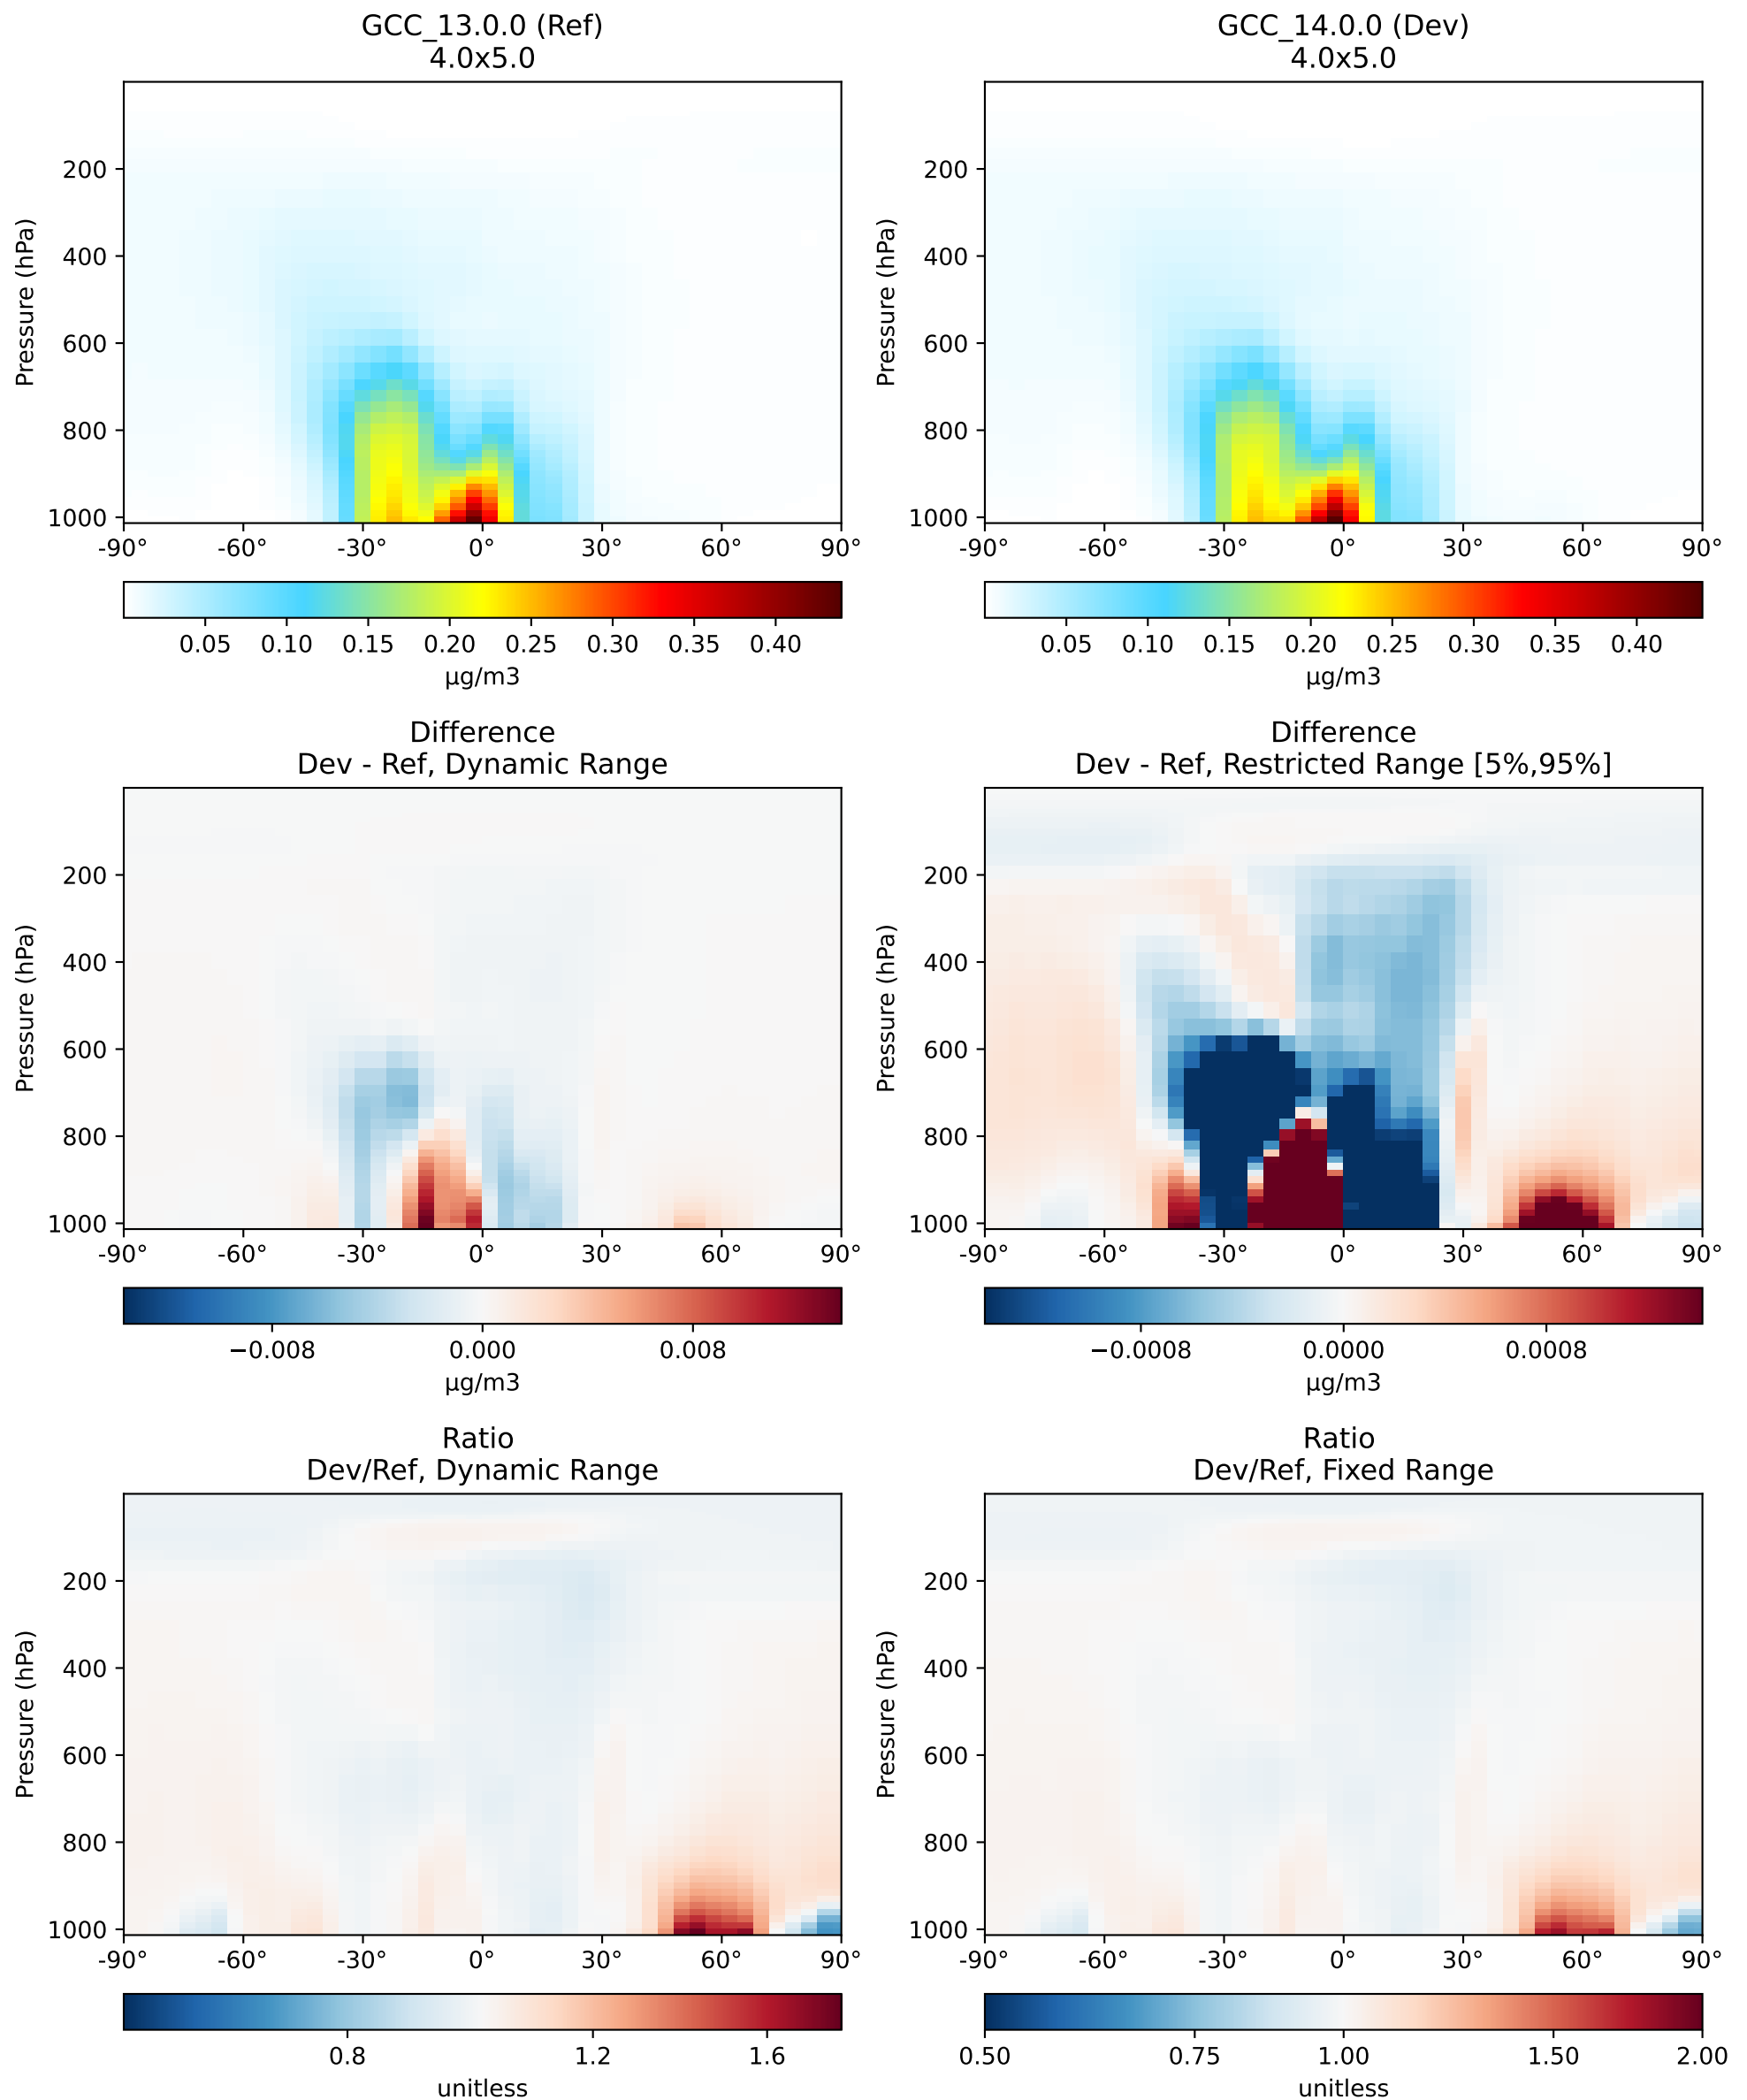 GCC_13.0.0 (Ref)
4.0x5.0
Pressure (hPa)
200
400
600
800
1000
-90° -60° -30° 0° 30° 60° 90°
0.05 0.10 0.15 0.20 0.25 0.30 0.35 0.40
μg/m3
GCC_14.0.0 (Dev)
4.0x5.0
Pressure (hPa)
200
400
600
800
1000
-90° -60° -30° 0° 30° 60° 90°
0.05 0.10 0.15 0.20 0.25 0.30 0.35 0.40
μg/m3
Difference
Dev - Ref, Dynamic Range
Pressure (hPa)
200
400
600
800
1000
-90° -60° -30° 0° 30° 60° 90°
−0.008 0.000 0.008
μg/m3
Difference
Dev - Ref, Restricted Range [5%,95%]
Pressure (hPa)
200
400
600
800
1000
-90° -60° -30° 0° 30° 60° 90°
−0.0008 0.0000 0.0008
μg/m3
Ratio
Dev/Ref, Dynamic Range
Pressure (hPa)
200
400
600
800
1000
-90° -60° -30° 0° 30° 60° 90°
0.8 1.2 1.6
unitless
Ratio
Dev/Ref, Fixed Range
Pressure (hPa)
200
400
600
800
1000
-90° -60° -30° 0° 30° 60° 90°
0.50 0.75 1.00 1.50 2.00
unitless